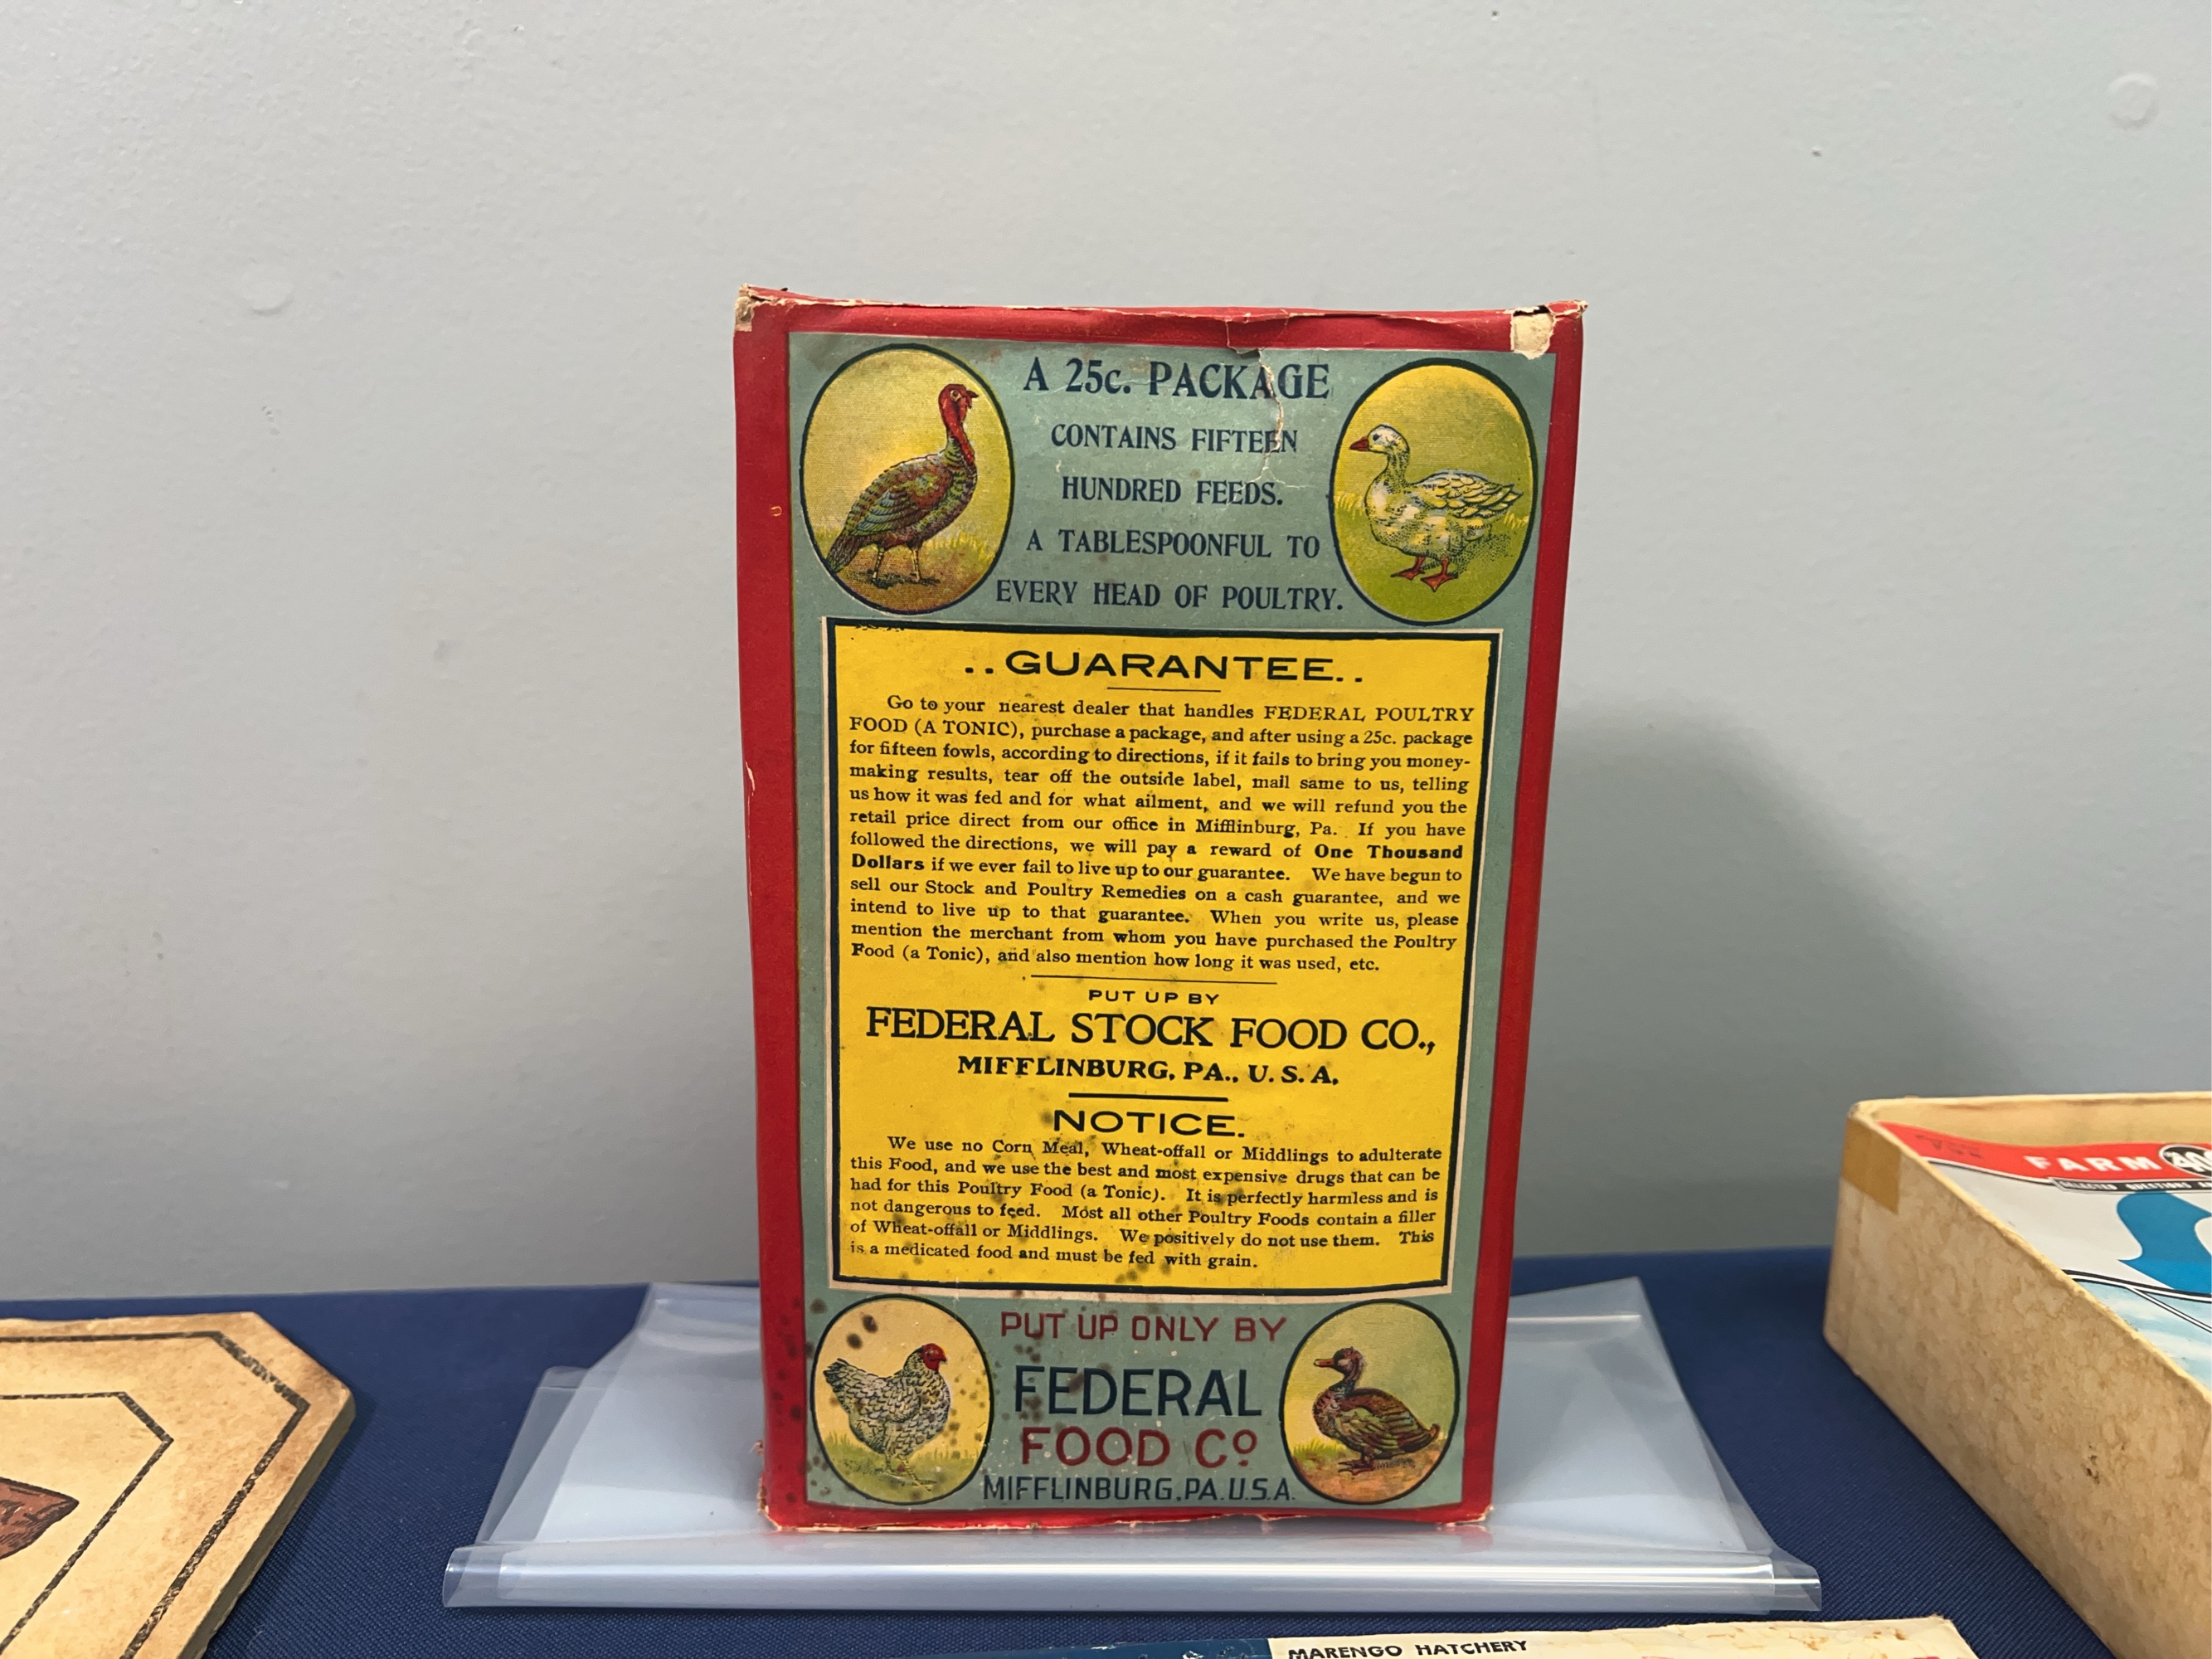 A 25c. PACKAGE
CONTAINS FIFTEEN
HUNDRED FEEDS.
A TABLESPOONFUL TO
EVERY HEAD OF POULTRY.
..GUARANTEE..
Go to your nearest dealer that handles FEDERAL POULTRY
FOOD (A TONIC), purchase a package, and after using a 25c. package
for fifteen fowls, according to directions, if it fails to bring you money-
making results, tear off the outside label, mail same to us, telling
us how it was fed and for what ailment, and we will refund you the
retail price direct from our office in Mifflinburg, Pa. If you have
followed the directions, we will pay a reward of One Thousand
Dollars if we ever fail to live up to our guarantee. We have begun to
sell our Stock and Poultry Remedies on a cash guarantee, and we
intend to live up to that guarantee. When you write us, please
mention the merchant from whom you have purchased the Poultry
Food (a Tonic), and also mention how long it was used, etc.
PUT UP BY
FEDERAL STOCK FOOD CO.,
MIFFLINBURG, PA., U. S. A.
NOTICE.
We use no Corn Meal, Wheat-offall or Middlings to adulterate
this Food, and we use the best and most expensive drugs that can be
had for this Poultry Food (a Tonic). It is perfectly harmless and is
not dangerous to feed. Most all other Poultry Foods contain a filler
of Wheat-offall or Middlings. We positively do not use them. This
is a medicated food and must be fed with grain.
PUT UP ONLY BY
FEDERAL
FOOD Co
MIFFLINBURG, PA. U.S.A.
FARM
MARENGO HATCHERY